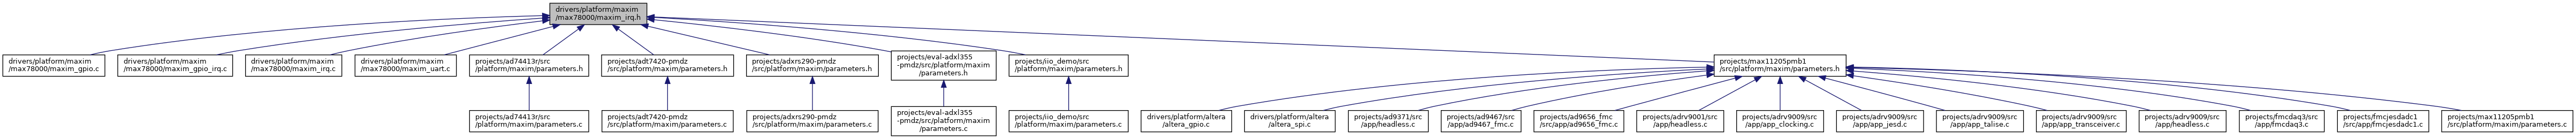 drivers/platform/maxim
/max78000/maxim_irq.h
drivers/platform/maxim
/max78000/maxim_gpio.c
drivers/platform/maxim
/max78000/maxim_gpio_irq.c
drivers/platform/maxim
/max78000/maxim_irq.c
drivers/platform/maxim
/max78000/maxim_uart.c
projects/ad74413r/src
/platform/maxim/parameters.h
projects/adt7420-pmdz
/src/platform/maxim/parameters.h
projects/adxrs290-pmdz
/src/platform/maxim/parameters.h
projects/eval-adxl355
-pmdz/src/platform/maxim
/parameters.h
projects/iio_demo/src
/platform/maxim/parameters.h
projects/max11205pmb1
/src/platform/maxim/parameters.h
projects/ad74413r/src
/platform/maxim/parameters.c
projects/adt7420-pmdz
/src/platform/maxim/parameters.c
projects/adxrs290-pmdz
/src/platform/maxim/parameters.c
projects/eval-adxl355
-pmdz/src/platform/maxim
/parameters.c
projects/iio_demo/src
/platform/maxim/parameters.c
drivers/platform/altera
/altera_gpio.c
drivers/platform/altera
/altera_spi.c
projects/ad9371/src
/app/headless.c
projects/ad9467/src
/app/ad9467_fmc.c
projects/ad9656_fmc
/src/app/ad9656_fmc.c
projects/adrv9001/src
/app/headless.c
projects/adrv9009/src
/app/app_clocking.c
projects/adrv9009/src
/app/app_jesd.c
projects/adrv9009/src
/app/app_talise.c
projects/adrv9009/src
/app/app_transceiver.c
projects/adrv9009/src
/app/headless.c
projects/fmcdaq3/src
/app/fmcdaq3.c
projects/fmcjesdadc1
/src/app/fmcjesdadc1.c
projects/max11205pmb1
/src/platform/maxim/parameters.c